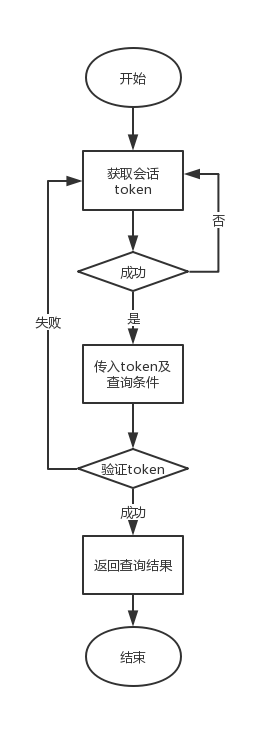 开始
获取会话
token
否
成功
是
失败
传入token及
查询条件
验证token
成功
返回查询结果
结束